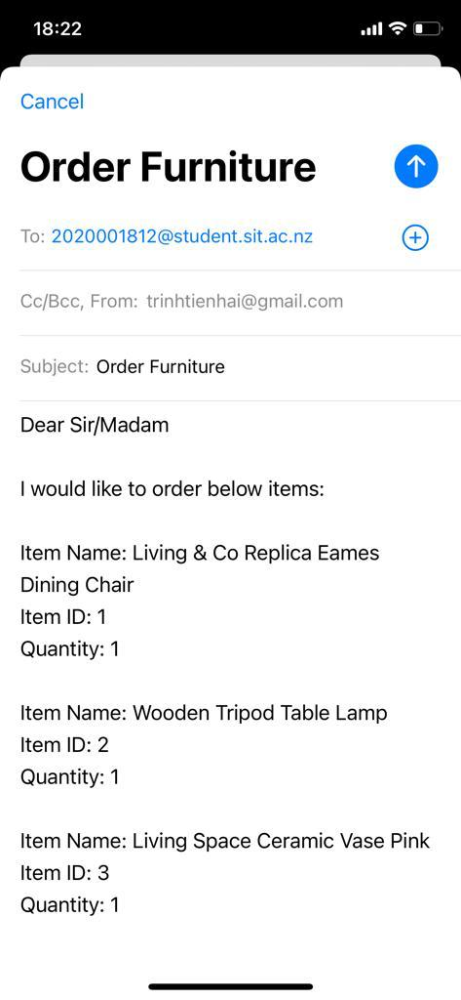 18:22
Cancel
Order Furniture
To: 2020001812@student.sit.ac.nz
Cc/Bcc, From: trinhtienhai@gmail.com
Subject: Order Furniture
Dear Sir/Madam
I would like to order below items:
Item Name: Living & Co Replica Eames
Dining Chair
Item ID: 1
Quantity: 1
Item Name: Wooden Tripod Table Lamp
Item ID: 2
Quantity: 1
Item Name: Living Space Ceramic Vase Pink
Item ID: 3
Quantity: 1